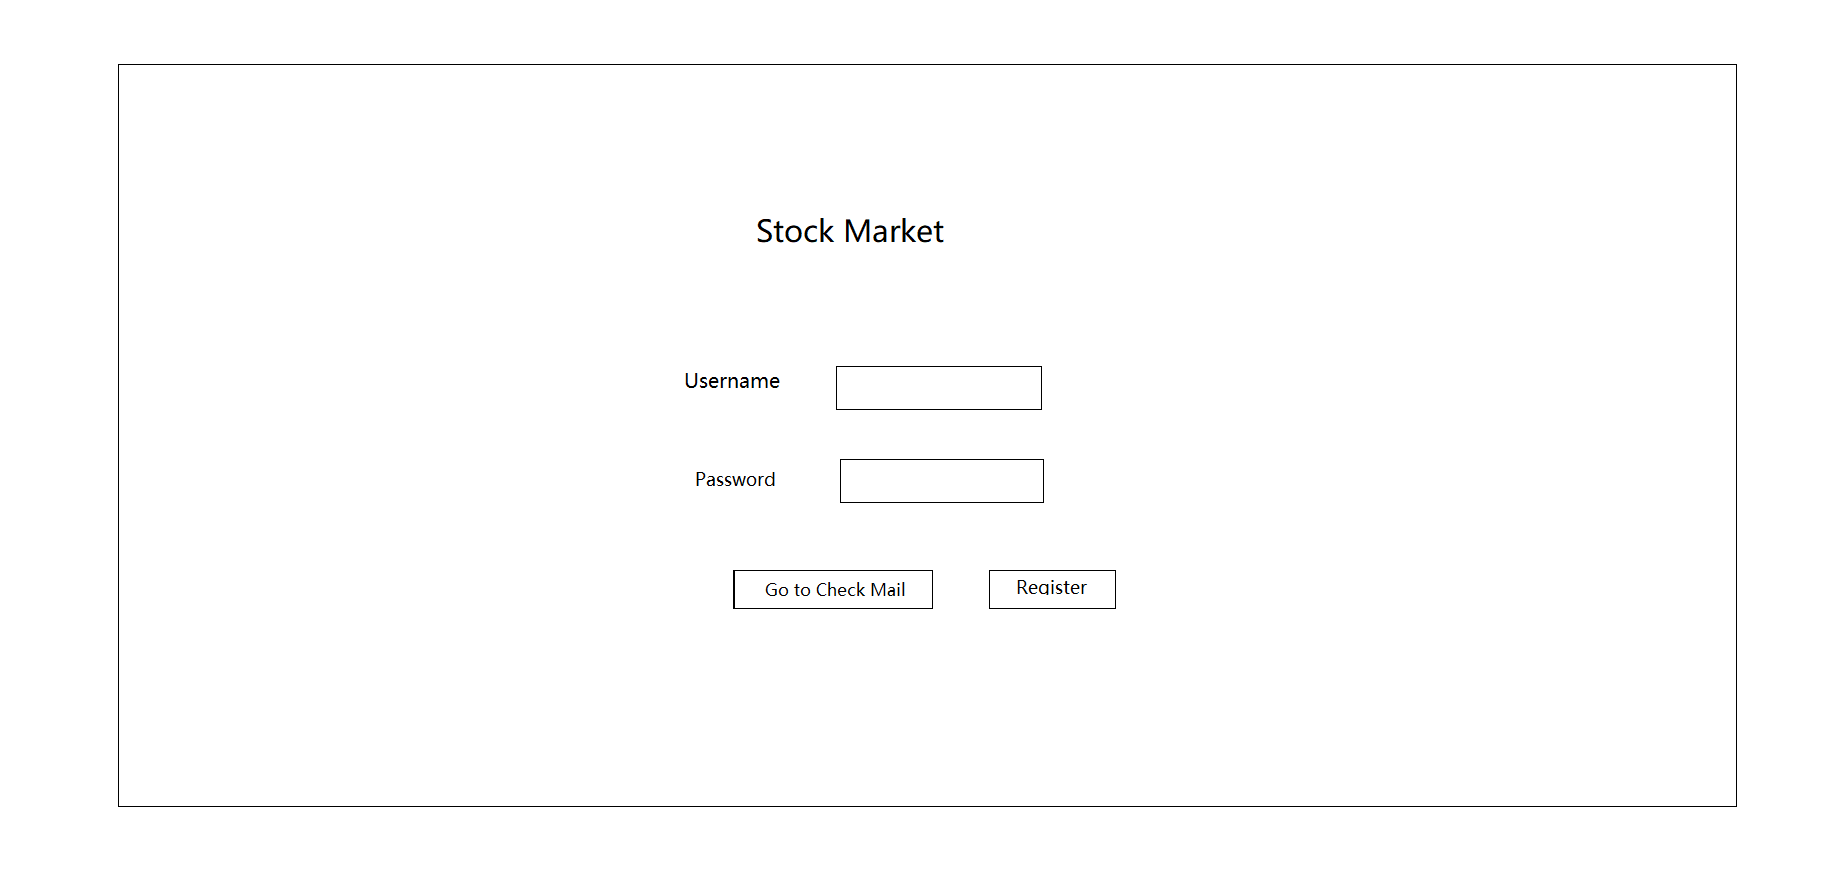 Stock Market
Username
Password
Go to Check Mail
Register